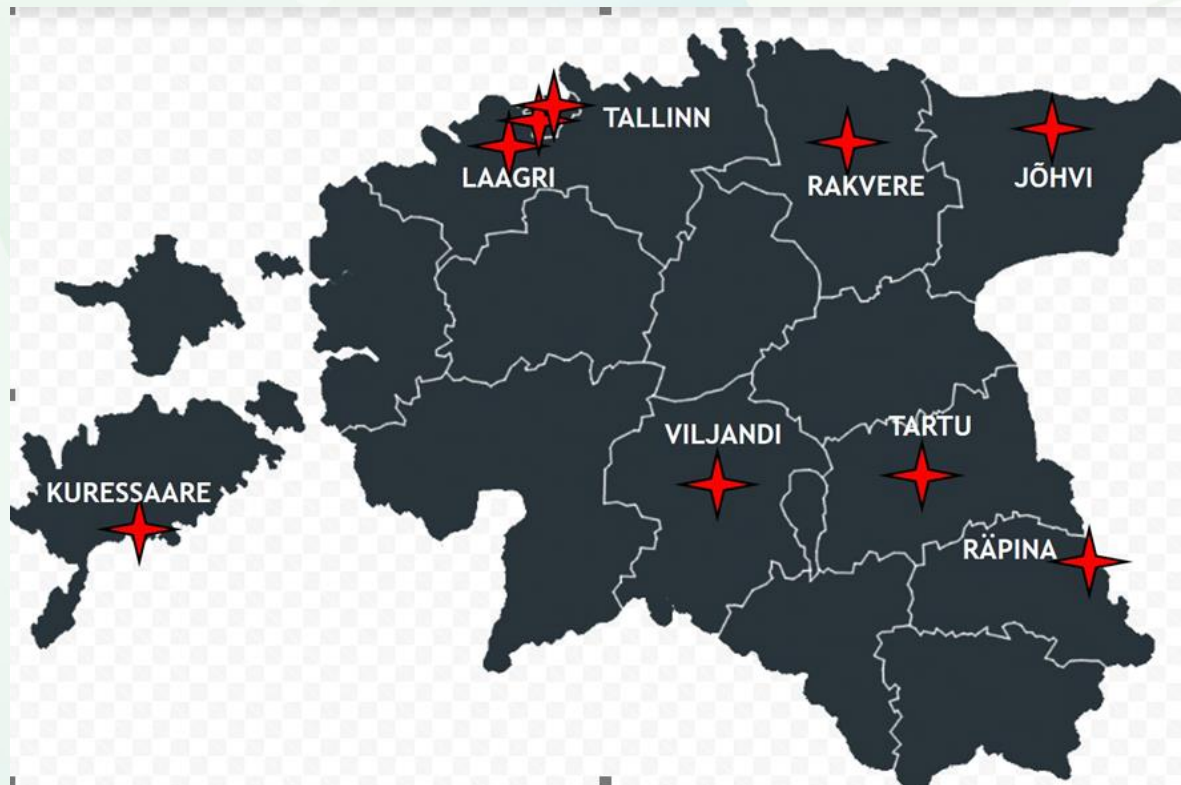 TALLINN
LAAGRI
RAKVERE
JÕHVI
VILJANDI
TARTU
KURESSAARE
RÄPINA